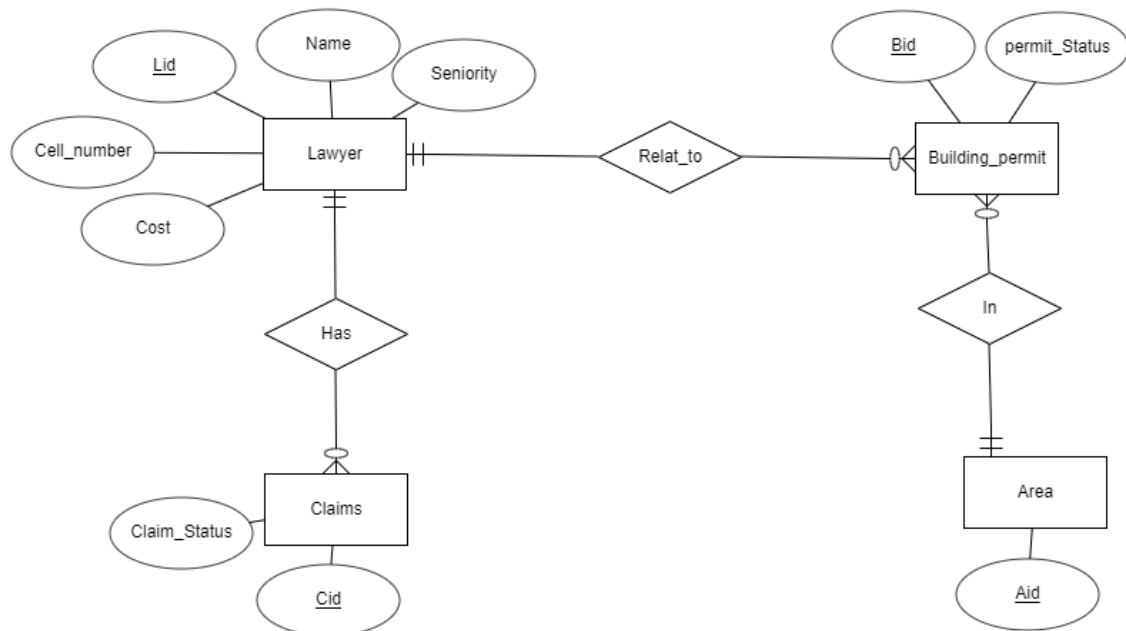 Name
Bid
permit_Status
Lid
Seniority
Cell_number
Lawyer
Relat_to
Building_permit
Cost
In
Has
Area
Claims
Claim_Status
Aid
Cid